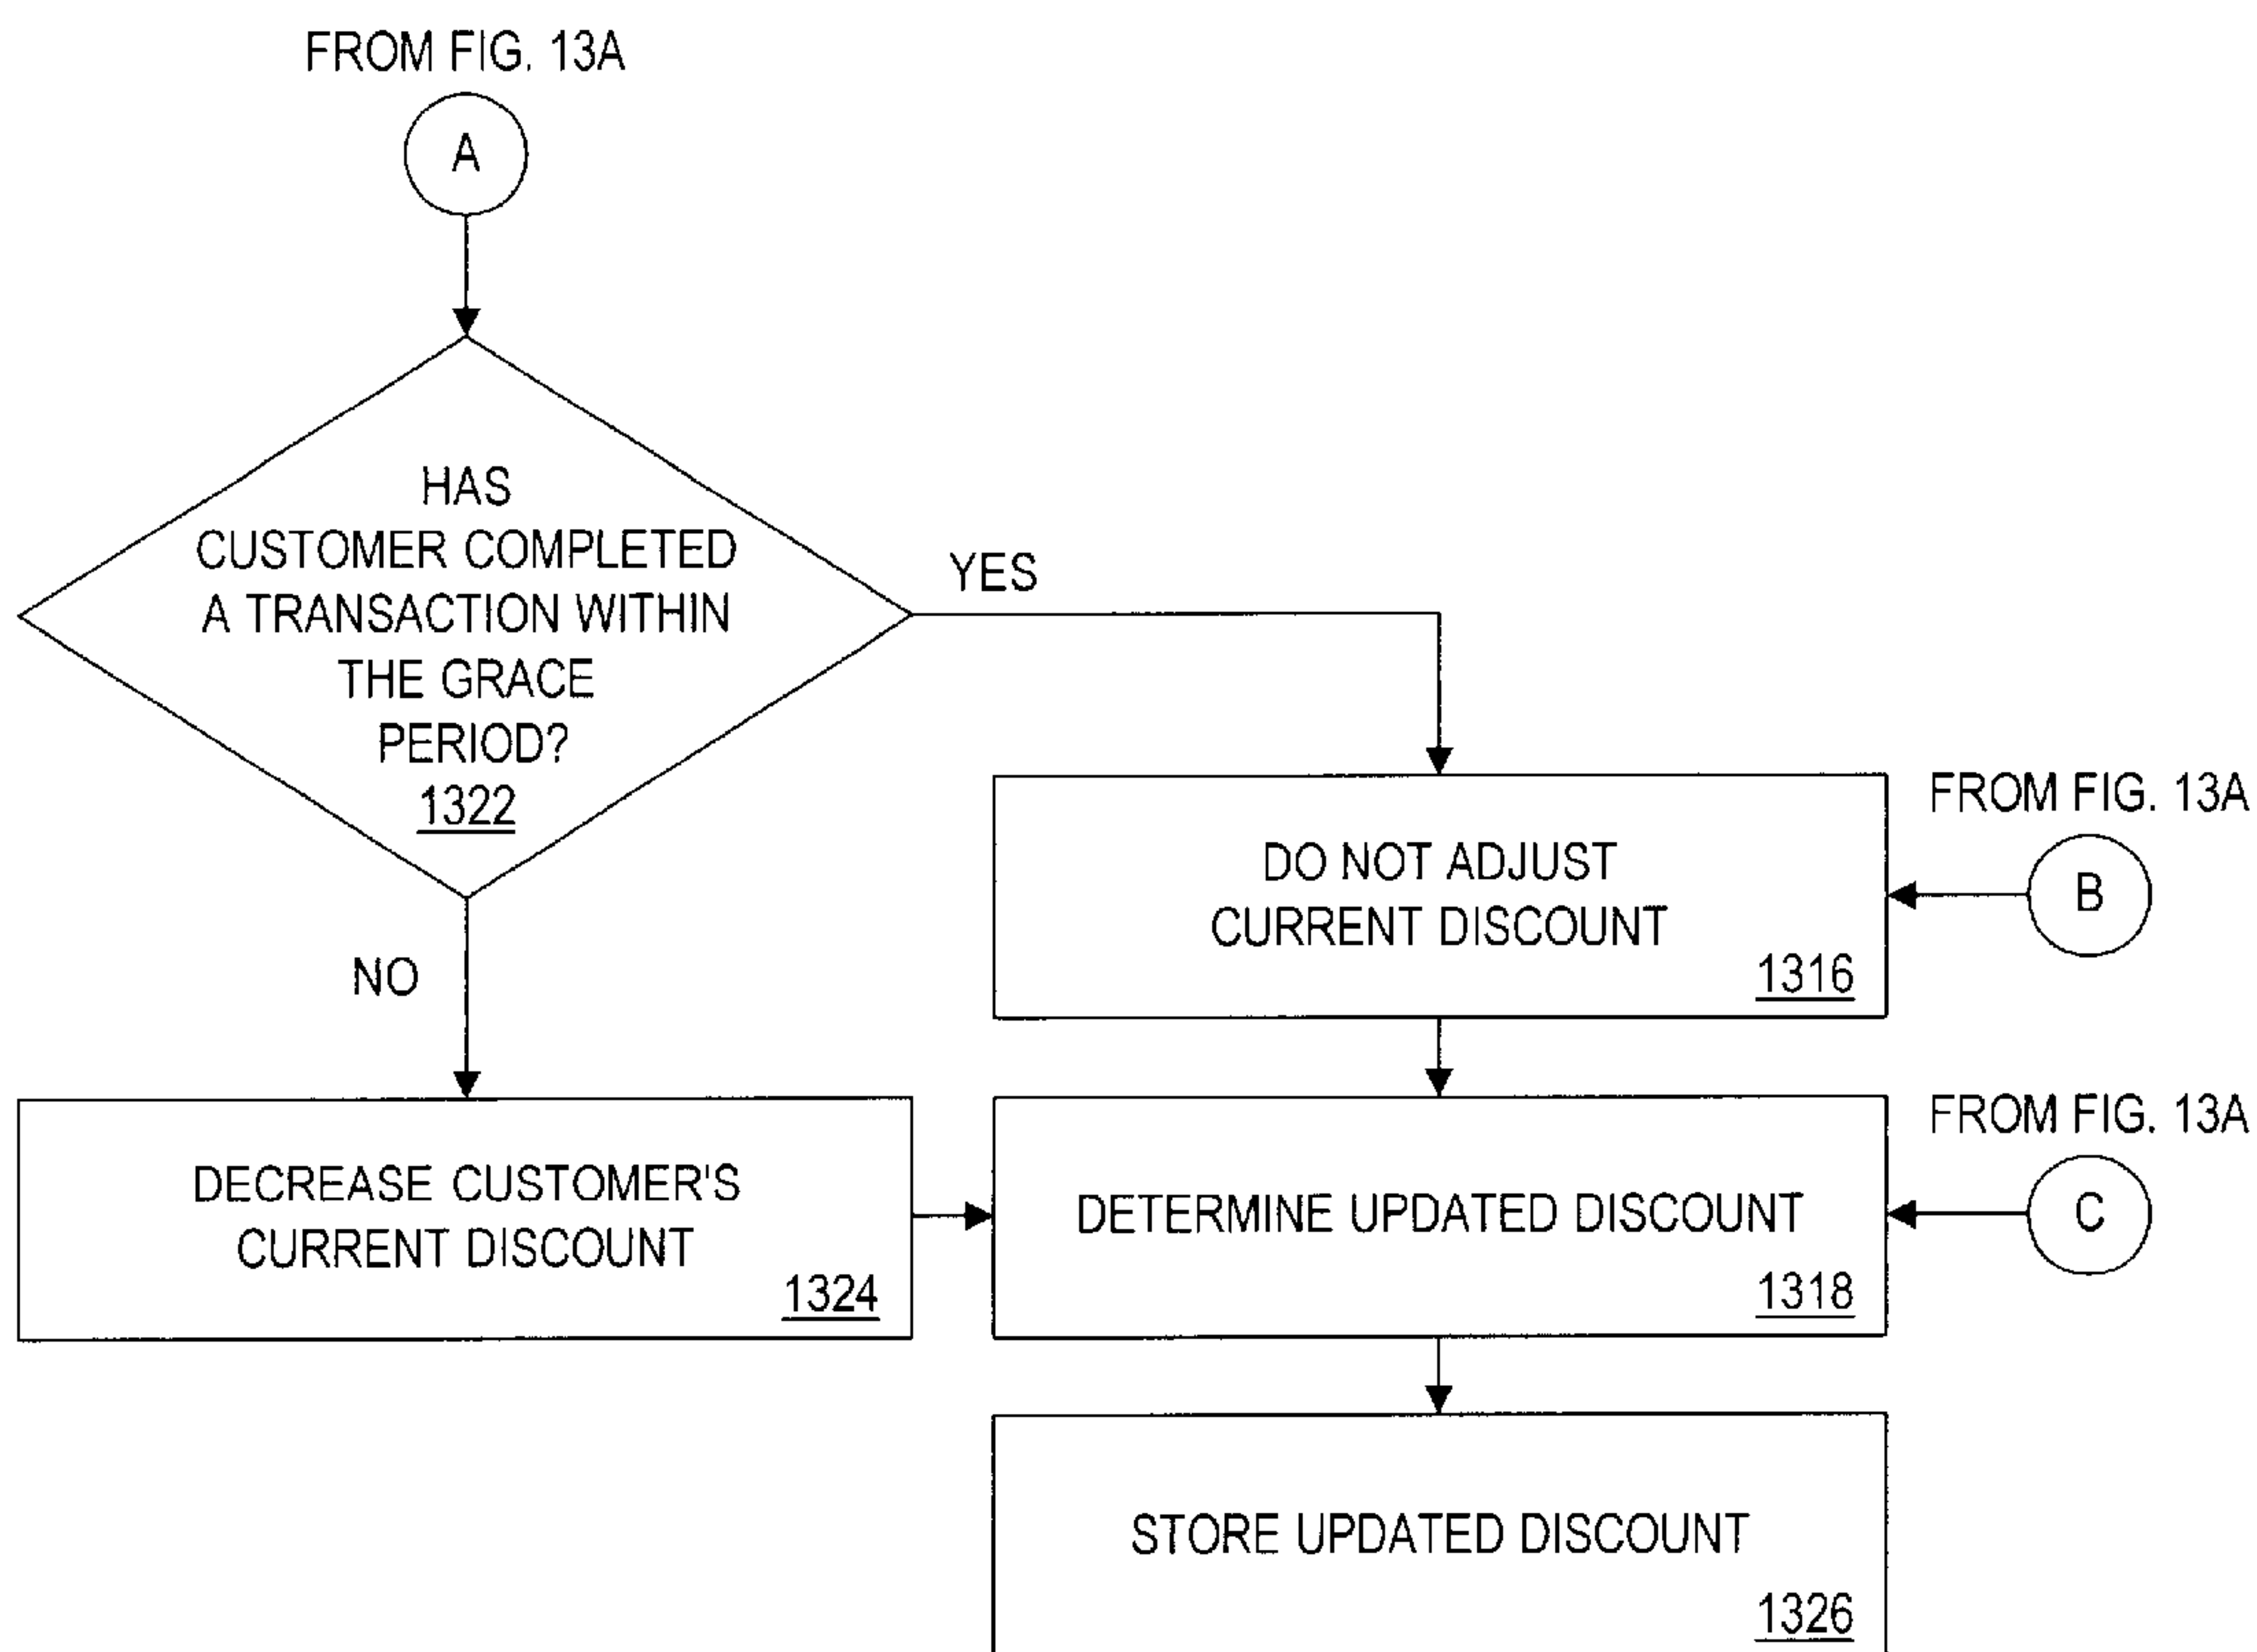 FROM FIG. 13A
A
HAS
CUSTOMER COMPLETED
A TRANSACTION WITHIN
THE GRACE
PERIOD?
1322
YES
NO
DO NOT ADJUST
CURRENT DISCOUNT
1316
FROM FIG. 13A
B
DECREASE CUSTOMER'S
CURRENT DISCOUNT
1324
DETERMINE UPDATED DISCOUNT
1318
FROM FIG. 13A
C
STORE UPDATED DISCOUNT
1326